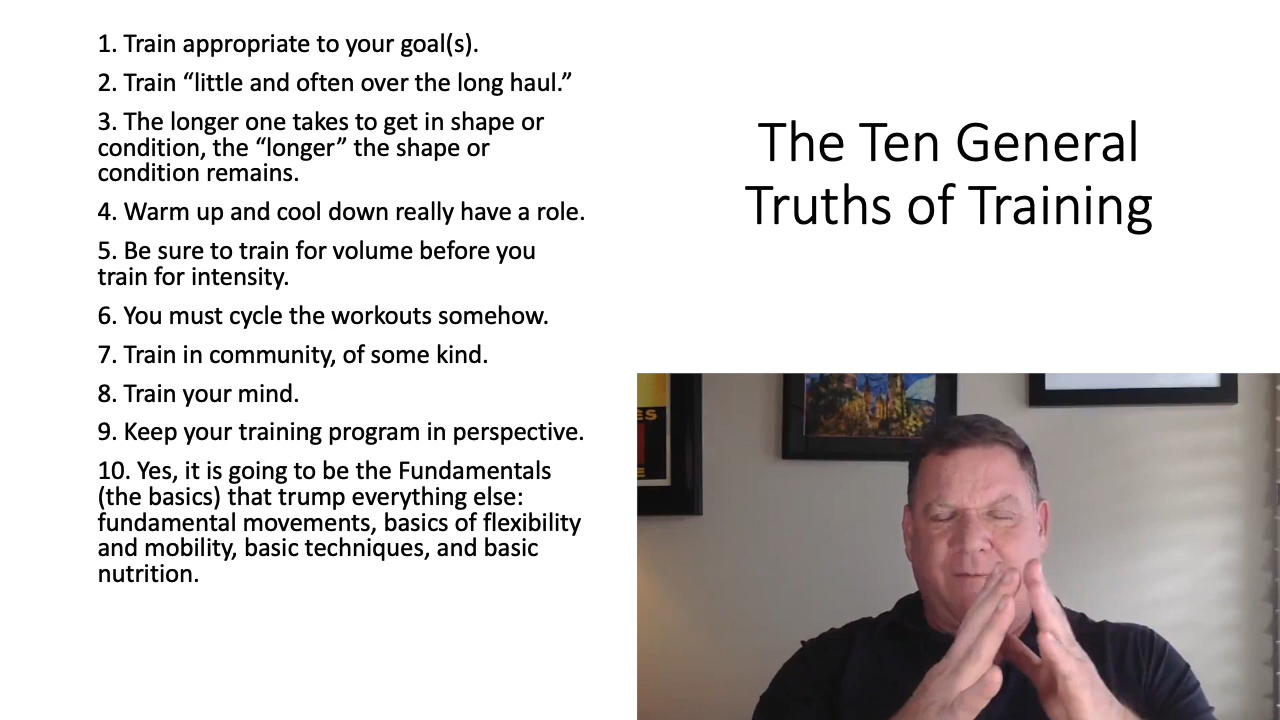 1. Train appropriate to your goal(s).
2. Train “little and often over the long haul.”
3. The longer one takes to get in shape or
condition, the “longer” the shape or
condition remains.
4. Warm up and cool down really have a role.
5. Be sure to train for volume before you
train for intensity.
6. You must cycle the workouts somehow.
7. Train in community, of some kind.
8. Train your mind.
9. Keep your training program in perspective.
10. Yes, it is going to be the Fundamentals
(the basics) that trump everything else:
fundamental movements, basics of flexibility
and mobility, basic techniques, and basic
nutrition.
The Ten General
Truths of Training
ES